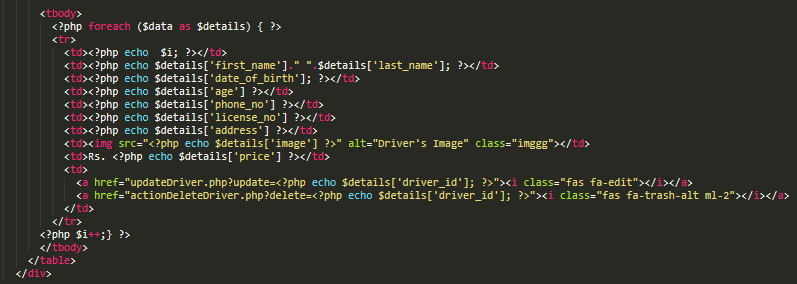 <tbody>
<?php foreach ($data as $details) { ?>
<tr>
<td><?php echo  $i; ?></td>
<td><?php echo $details['first_name']." ".$details['last_name']; ?></td>
<td><?php echo $details['date_of_birth']; ?></td>
<td><?php echo $details['age'] ?></td>
<td><?php echo $details['phone_no'] ?></td>
<td><?php echo $details['license_no'] ?></td>
<td><?php echo $details['address'] ?></td>
<td><img src="<?php echo $details['image'] ?>" alt="Driver's Image" class="imggg"></td>
<td>Rs. <?php echo $details['price'] ?></td>
<td>
<a href="updateDriver.php?update=<?php echo $details['driver_id']; ?>"><i class="fas fa-edit"></i></a>
<a href="actionDeleteDriver.php?delete=<?php echo $details['driver_id']; ?>"><i class="fas fa-trash-alt ml-2"></i></a>
</td>
</tr>
<?php $i++;} ?>
</tbody>
</table>
</div>